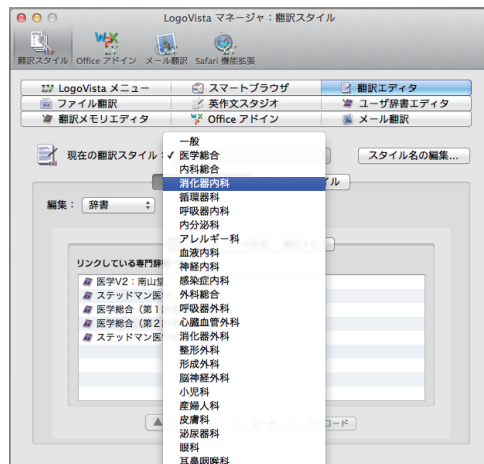 LogoVista マネージャ：翻訳スタイル
翻訳スタイル Office アドイン メール翻訳 Safari 機能拡張
LogoVista メニュー スマートブラウザ 翻訳エディタ
ファイル翻訳 英作文スタジオ ユーザ辞書エディタ
翻訳メモリエディタ Office アドイン メール翻訳
現在の翻訳スタイル： スタイル名の編集...
一般
✓ 医学総合
内科総合
消化器内科
循環器科
呼吸器内科
内分泌科
アレルギー科
血液内科
神経内科
感染症内科
外科総合
呼吸器外科
心臓血管外科
消化器外科
整形外科
形成外科
脳神経外科
小児科
産婦人科
皮膚科
泌尿器科
眼科
耳鼻咽喉科
イル
編集： 辞書
リンクしている専門辞
医学V2：南山堂
ステッドマン医
医学総合（第1
医学総合（第2
ステッドマン医